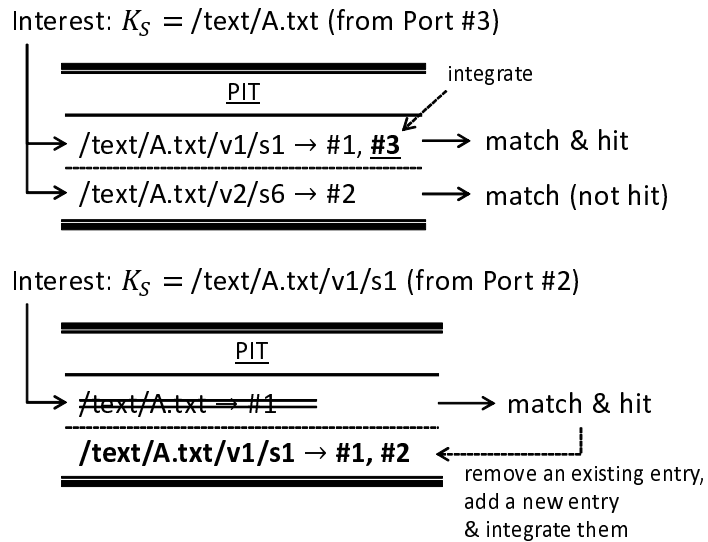 Interest: K_S = /text/A.txt (from Port #3)
integrate
PIT
/text/A.txt/v1/s1 → #1, #3
match & hit
/text/A.txt/v2/s6 → #2
match (not hit)
Interest: K_S = /text/A.txt/v1/s1 (from Port #2)
PIT
/text/A.txt → #1
match & hit
/text/A.txt/v1/s1 → #1, #2
remove an existing entry,
add a new entry
& integrate them